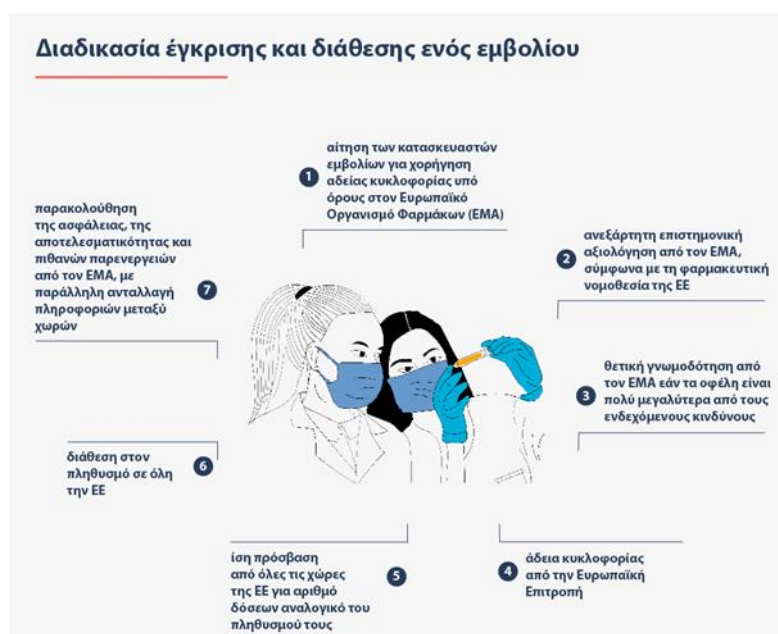 Διαδικασία έγκρισης και διάθεσης ενός εμβολίου
1
αίτηση των κατασκευαστών
εμβολίων για χορήγηση
αδείας κυκλοφορίας υπό
όρους στον Ευρωπαϊκό
Οργανισμό Φαρμάκων (ΕΜΑ)
2
ανεξάρτητη επιστημονική
αξιολόγηση από τον ΕΜΑ,
σύμφωνα με τη φαρμακευτική
νομοθεσία της ΕΕ
3
θετική γνωμοδότηση από
τον ΕΜΑ εάν τα οφέλη είναι
πολύ μεγαλύτερα από τους
ενδεχόμενους κινδύνους
4
άδεια κυκλοφορίας
από την Ευρωπαϊκή
Επιτροπή
5
ίση πρόσβαση
από όλες τις χώρες
της ΕΕ για αριθμό
δόσεων αναλογικό του
πληθυσμού τους
6
διάθεση στον
πληθυσμό σε όλη
την ΕΕ
7
παρακολούθηση
της ασφάλειας, της
αποτελεσματικότητας και
πιθανών παρενεργειών
από τον ΕΜΑ, με
παράλληλη ανταλλαγή
πληροφοριών μεταξύ
χωρών